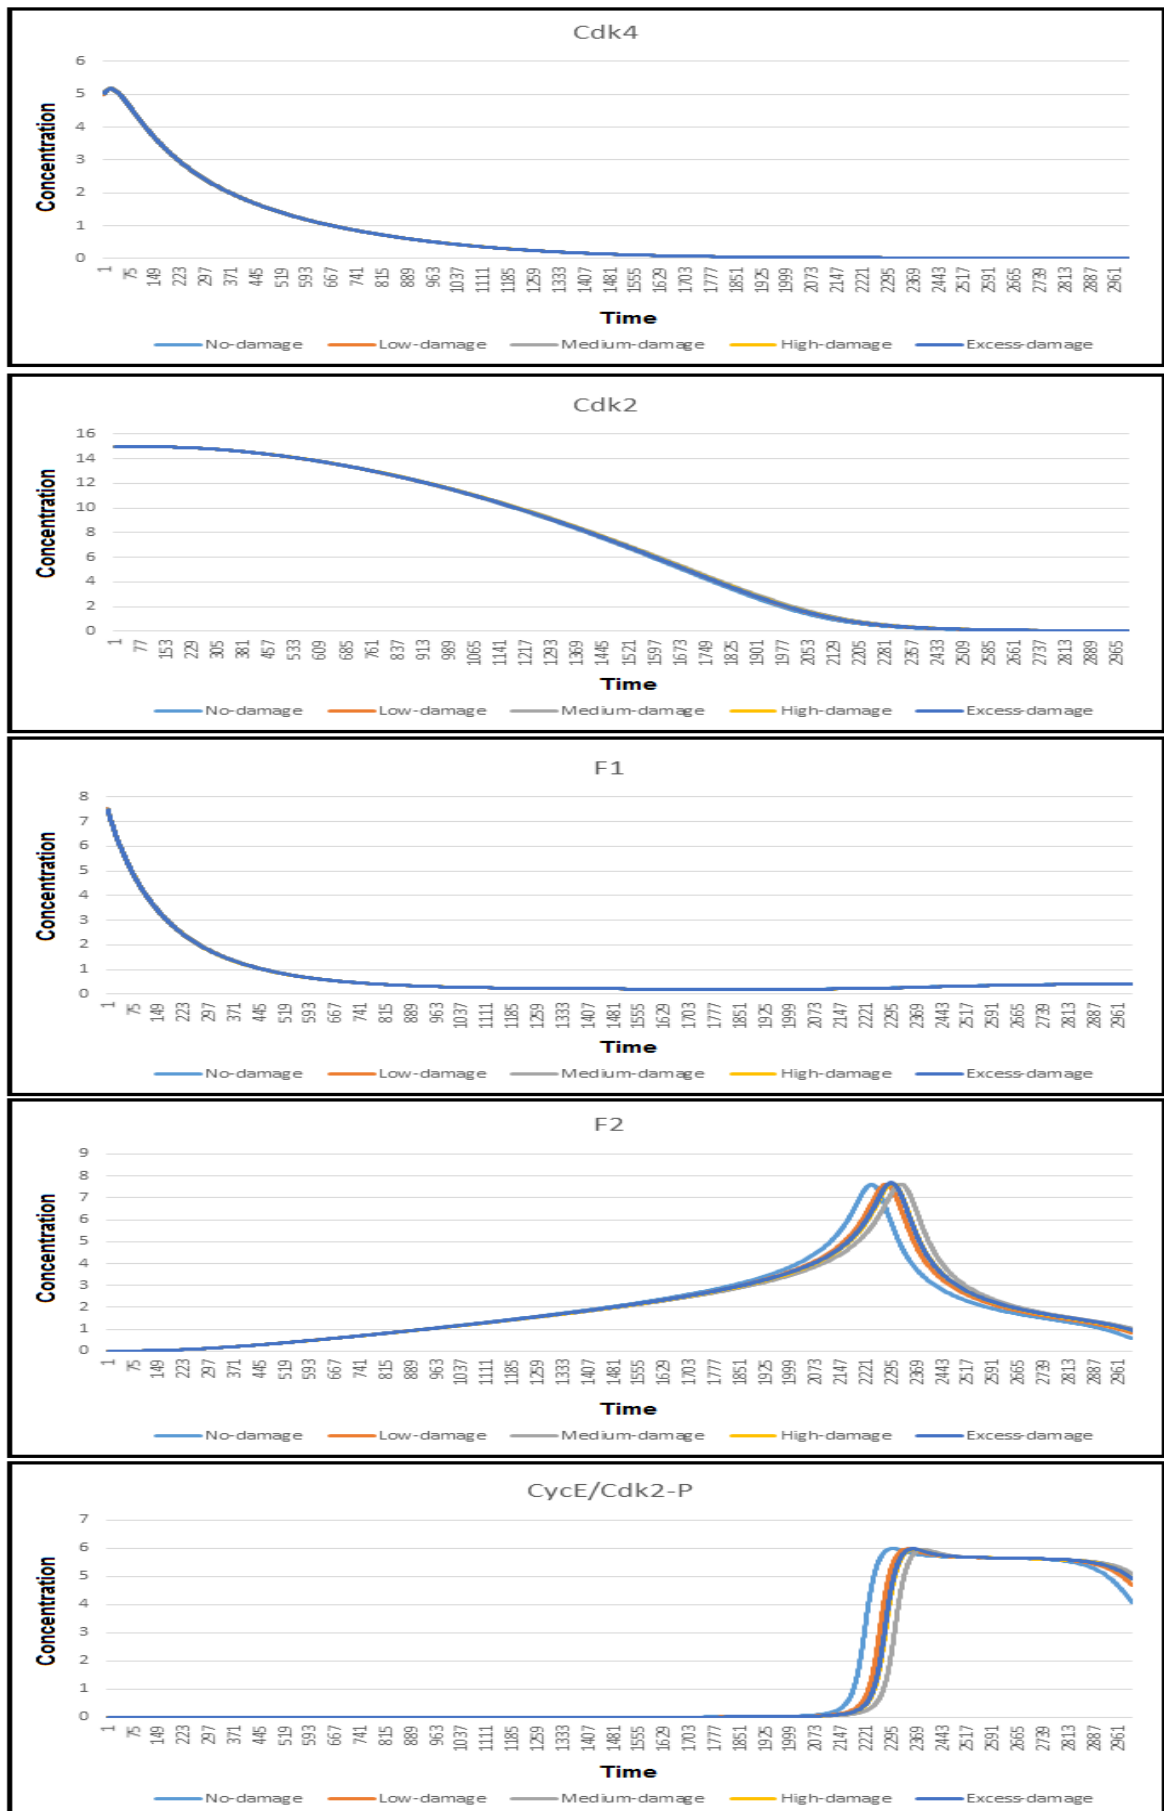 Cdk4
6
5
4
3
2
1
0
Concentration
1 75 149 223 297 371 445 519 593 667 741 815 889 963 1037 1111 1185 1259 1333 1407 1481 1555 1629 1703 1777 1851 1925 1999 2073 2147 2221 2295 2369 2443 2517 2591 2665 2739 2813 2887 2961
Time
No-damage Low-damage Medium-damage High-damage Excess-damage
Cdk2
16
14
12
10
8
6
4
2
0
Concentration
1 77 153 229 305 381 457 533 609 685 761 837 913 989 1065 1141 1217 1293 1369 1445 1521 1597 1673 1749 1825 1901 1977 2053 2129 2205 2281 2357 2433 2509 2585 2661 2737 2813 2889 2965
Time
No-damage Low-damage Medium-damage High-damage Excess-damage
F1
8
7
6
5
4
3
2
1
0
Concentration
1 75 149 223 297 371 445 519 593 667 741 815 889 963 1037 1111 1185 1259 1333 1407 1481 1555 1629 1703 1777 1851 1925 1999 2073 2147 2221 2295 2369 2443 2517 2591 2665 2739 2813 2887 2961
Time
No-damage Low-damage Medium-damage High-damage Excess-damage
F2
9
8
7
6
5
4
3
2
1
0
Concentration
1 75 149 223 297 371 445 519 593 667 741 815 889 963 1037 1111 1185 1259 1333 1407 1481 1555 1629 1703 1777 1851 1925 1999 2073 2147 2221 2295 2369 2443 2517 2591 2665 2739 2813 2887 2961
Time
No-damage Low-damage Medium-damage High-damage Excess-damage
CycE/Cdk2-P
7
6
5
4
3
2
1
0
Concentration
1 75 149 223 297 371 445 519 593 667 741 815 889 963 1037 1111 1185 1259 1333 1407 1481 1555 1629 1703 1777 1851 1925 1999 2073 2147 2221 2295 2369 2443 2517 2591 2665 2739 2813 2887 2961
Time
No-damage Low-damage Medium-damage High-damage Excess-damage